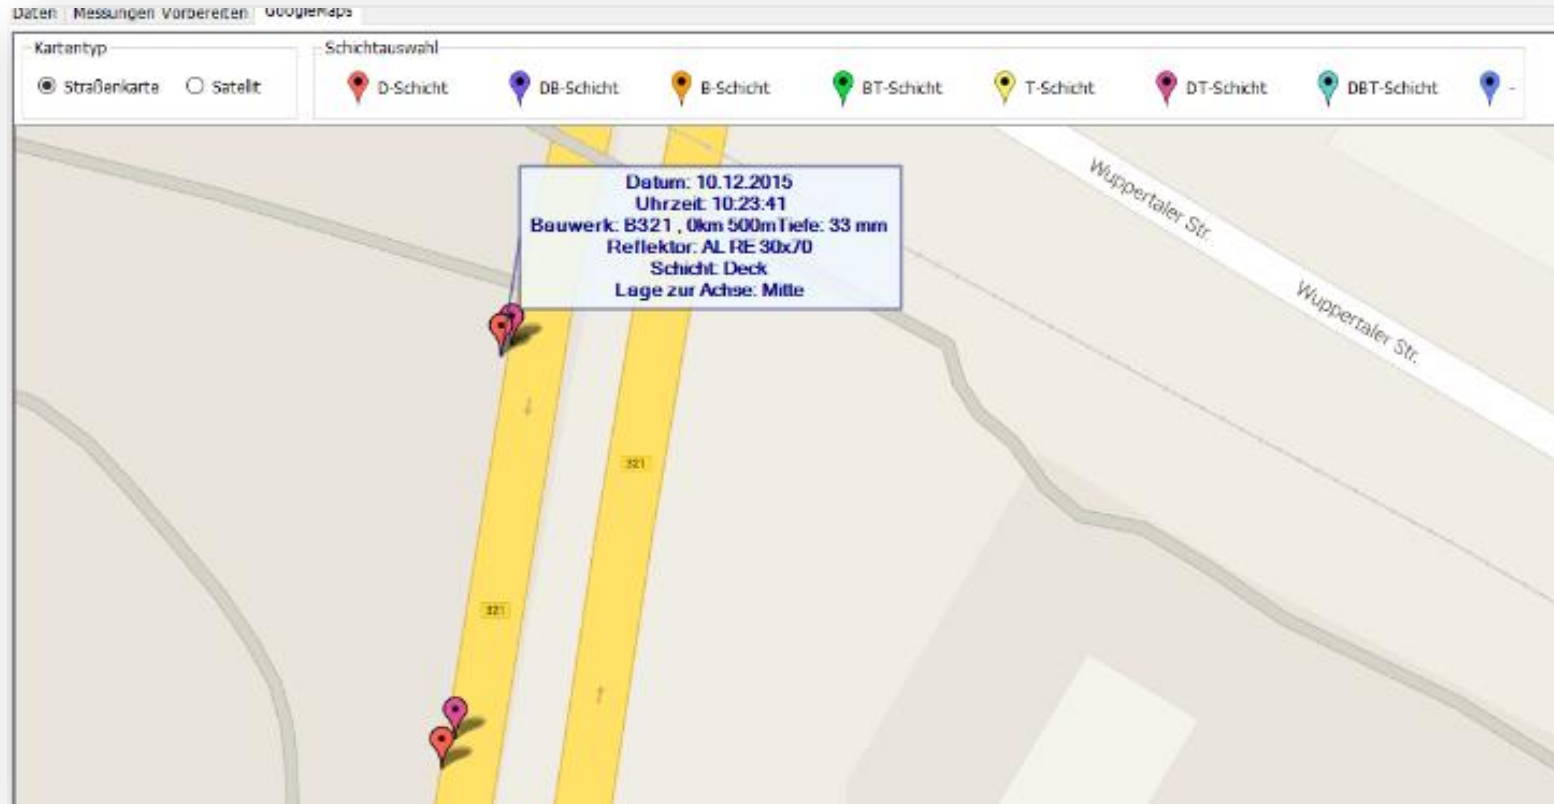 Daten Messungen Vorbereiten GoogleMaps
Kartentyp
Schichtauswahl
Straßenkarte Satellit
D-Schicht DB-Schicht B-Schicht BT-Schicht T-Schicht DT-Schicht DBT-Schicht -
Datum: 10.12.2015
Uhrzeit: 10:23:41
Bauwerk: B321 , 0km 500mTiefe: 33 mm
Reflektor: AL RE 30x70
Schicht: Deck
Lage zur Achse: Mitte
Wuppertaler Str.
Wuppertaler Str.
321
321